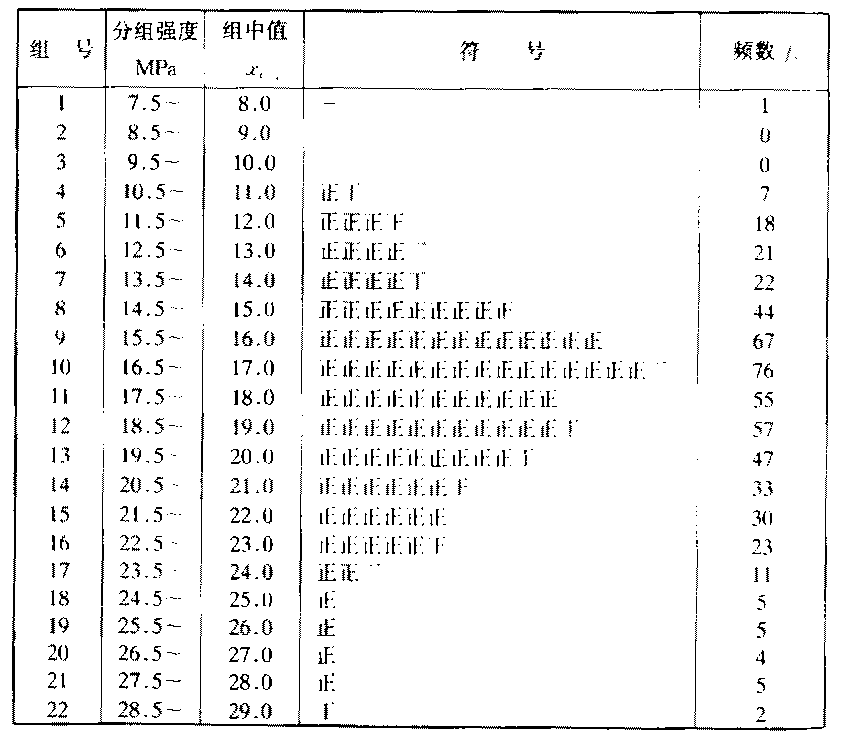 组 号 分组强度 MPa 组中值 符 号 频数
1 7.5~ 8.0 一 1
2 8.5~ 9.0 0
3 9.5~ 10.0 0
4 10.5~ 11.0 正丅 7
5 11.5~ 12.0 正正正 18
6 12.5~ 13.0 正正正正一 21
7 13.5~ 14.0 正正正正丅 22
8 14.5~ 15.0 正正正正正正正正 44
9 15.5~ 16.0 正正正正正正正正正正正正正 67
10 16.5~ 17.0 正正正正正正正正正正正正正正正一 76
11 17.5~ 18.0 正正正正正正正正正正正 55
12 18.5~ 19.0 正正正正正正正正正正正丅 57
13 19.5~ 20.0 正正正正正正正正正丅 47
14 20.5~ 21.0 正正正正正正 33
15 21.5~ 22.0 正正正正正正 30
16 22.5~ 23.0 正正正正 23
17 23.5~ 24.0 正正一 11
18 24.5~ 25.0 正 5
19 25.5~ 26.0 正 5
20 26.5~ 27.0 4
21 27.5~ 28.0 正 5
22 28.5~ 29.0 丅 2